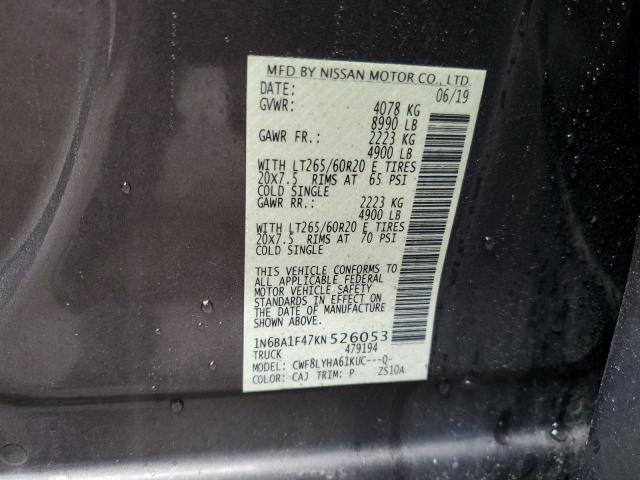 MFD BY NISSAN MOTOR CO., LTD.
DATE: 06/19
GVWR: 4078 KG
8990 LB
GAWR FR.: 2223 KG
4900 LB
WITH LT265/60R20 E TIRES
20X7.5 RIMS AT 65 PSI
COLD SINGLE
GAWR RR.: 2223 KG
4900 LB
WITH LT265/60R20 E TIRES
20X7.5 RIMS AT 70 PSI
COLD SINGLE
THIS VEHICLE CONFORMS TO
ALL APPLICABLE FEDERAL
MOTOR VEHICLE SAFETY
STANDARDS IN EFFECT ON
THE DATE OF MANUFACTURE
1N6BA1F47KN526053
TRUCK 479194
MODEL: CWF8LYHA61KUC---Q-
COLOR: CAJ TRIM: P ZS10A